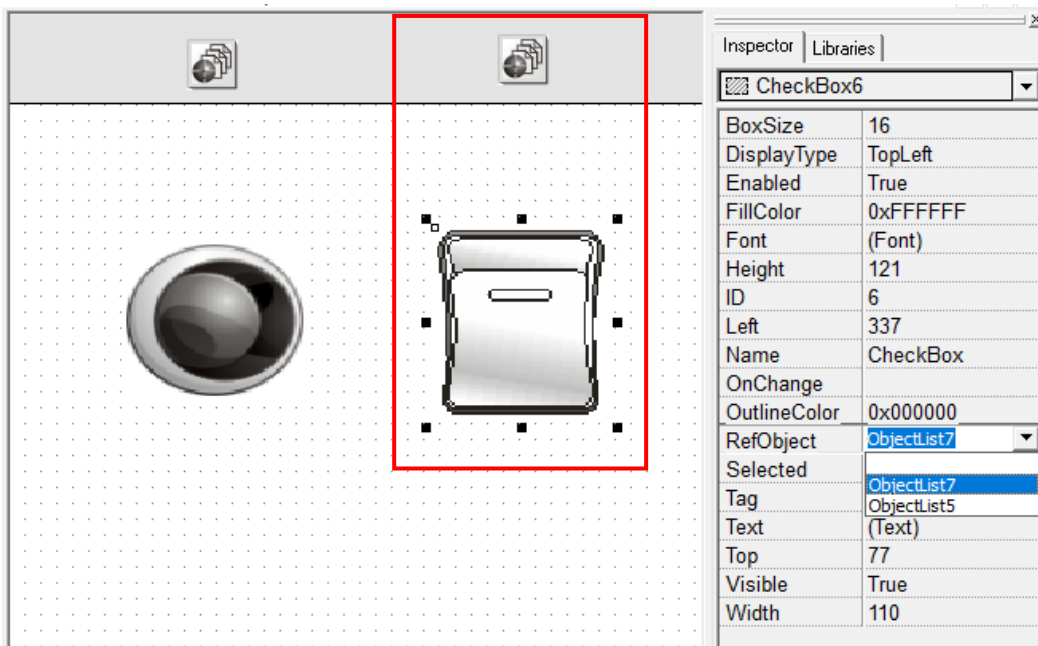 Inspector Libraries
CheckBox6
BoxSize 16
DisplayType TopLeft
Enabled True
FillColor 0xFFFFFF
Font (Font)
Height 121
ID 6
Left 337
Name CheckBox
OnChange
OutlineColor 0x000000
RefObject ObjectList7
Selected
ObjectList7
Tag ObjectList5
Text (Text)
Top 77
Visible True
Width 110